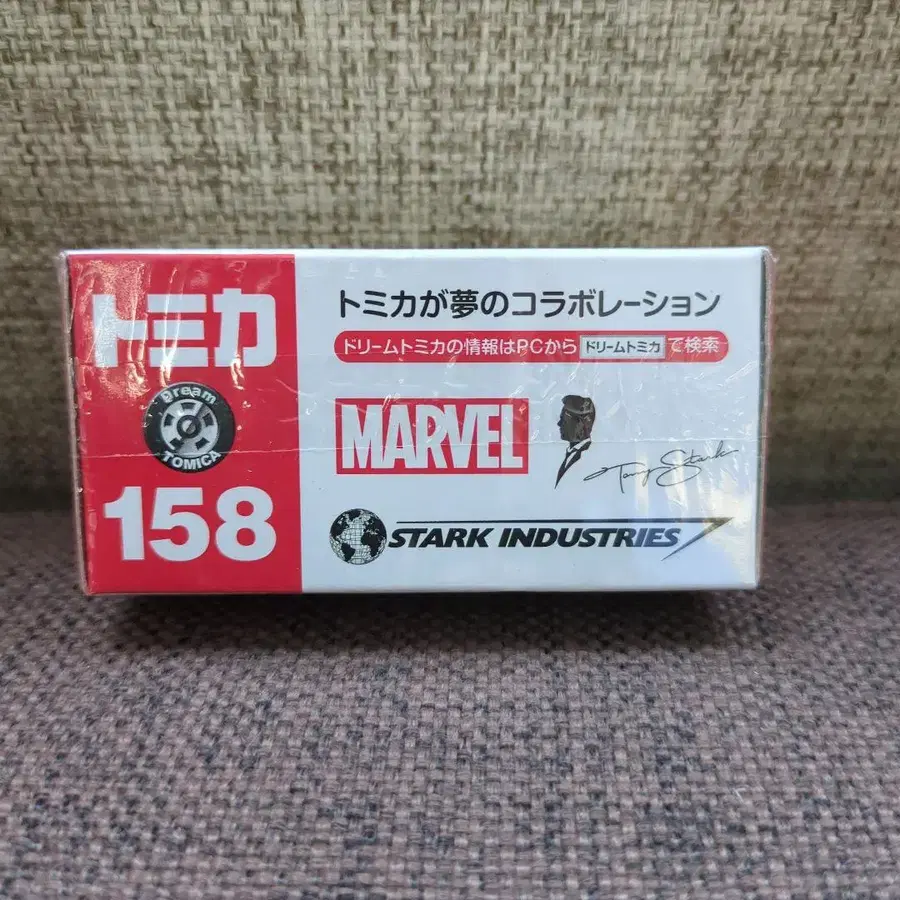 トミカ
Dream
TOMICA
158
トミカが夢のコラボレーション
ドリームトミカの情報はPCから ドリームトミカ で検索
MARVEL
Tony Stark
STARK INDUSTRIES